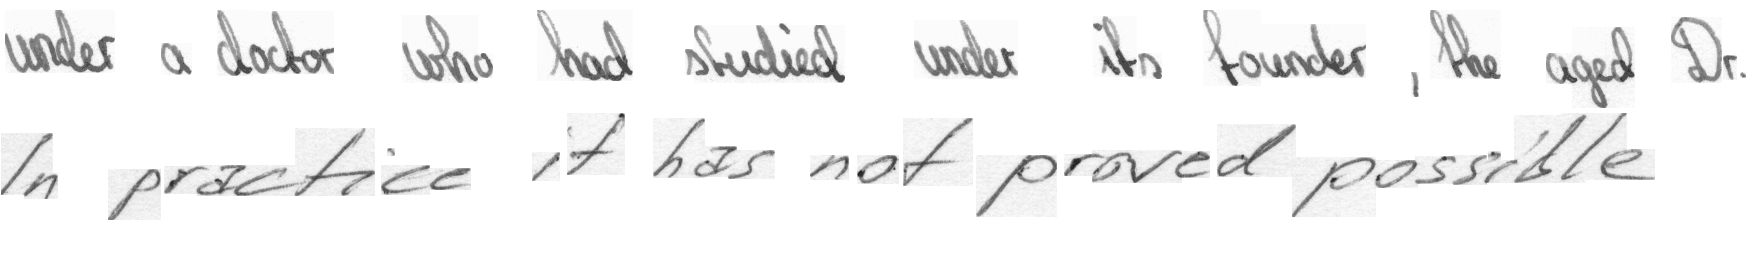 under a doctor who had studied under its founder, the aged Dr.
In practice it has not proved possible